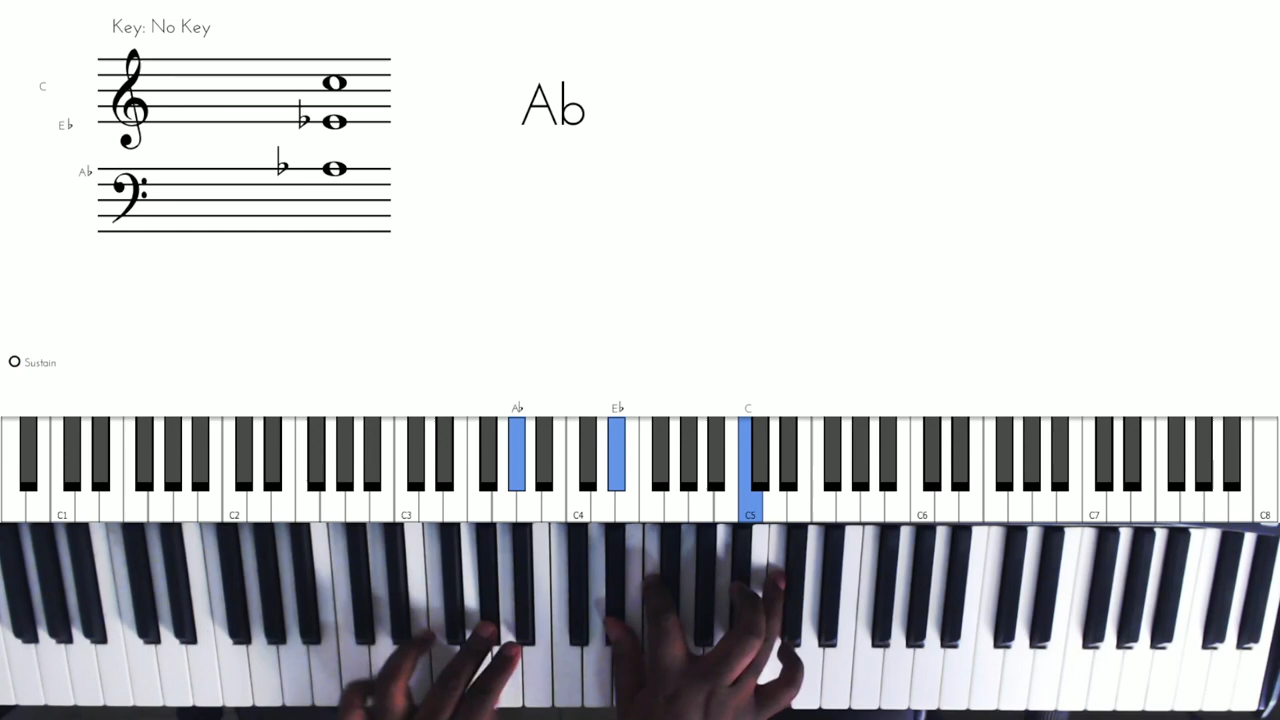 Key: No Key
C
E♭
A♭
Ab
Sustain
A♭ E♭ C
C1 C2 C3 C4 C5 C6 C7 C8